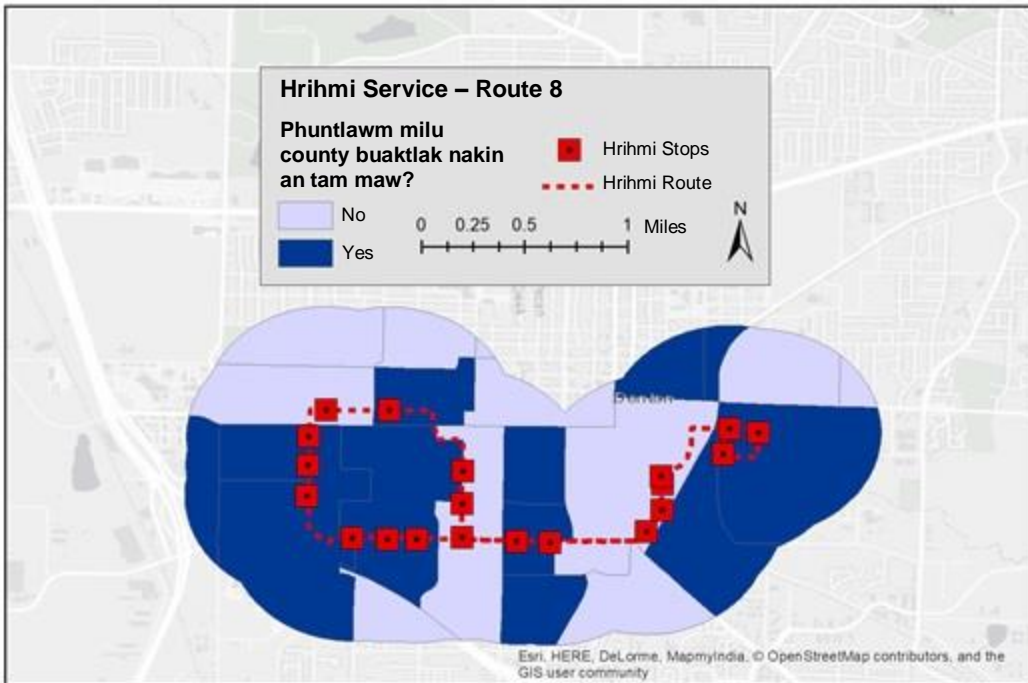 Hrihmi Service – Route 8
Phuntlawm milu
county buaktlak nakin
an tam maw?
No
Yes
Hrihmi Stops
Hrihmi Route
0 0.25 0.5 1 Miles
N
Denton
Esri, HERE, DeLorme, MapmyIndia, © OpenStreetMap contributors, and the
GIS user community